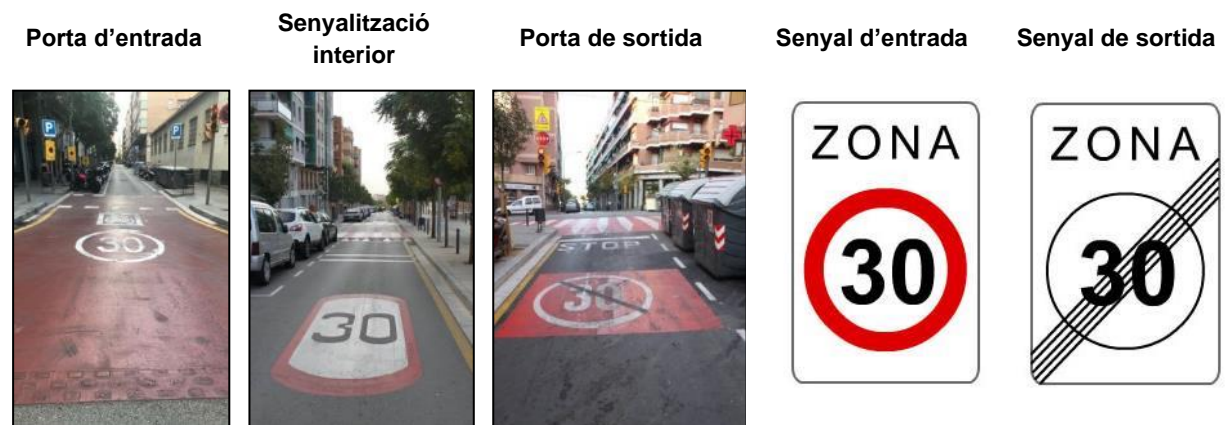 Porta d'entrada
Senyalització
interior
Porta de sortida
Senyal d'entrada
Senyal de sortida
P
P
30
30
STOP
30
ZONA
30
ZONA
30